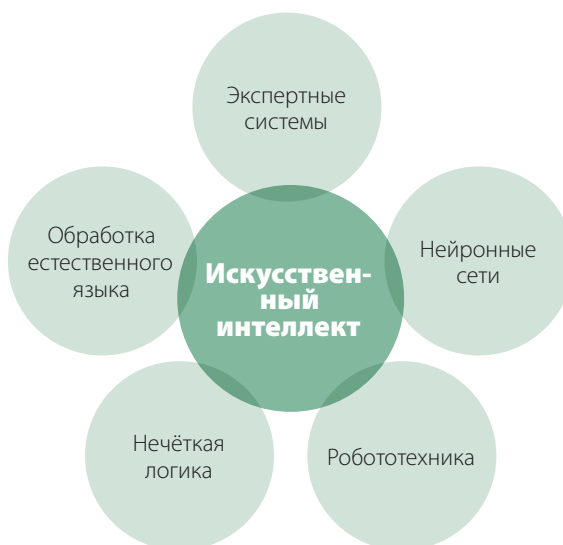 Экспертные
системы
Обработка
естественного
языка
Искусствен-
ный
интеллект
Нейронные
сети
Нечёткая
логика
Робототехника